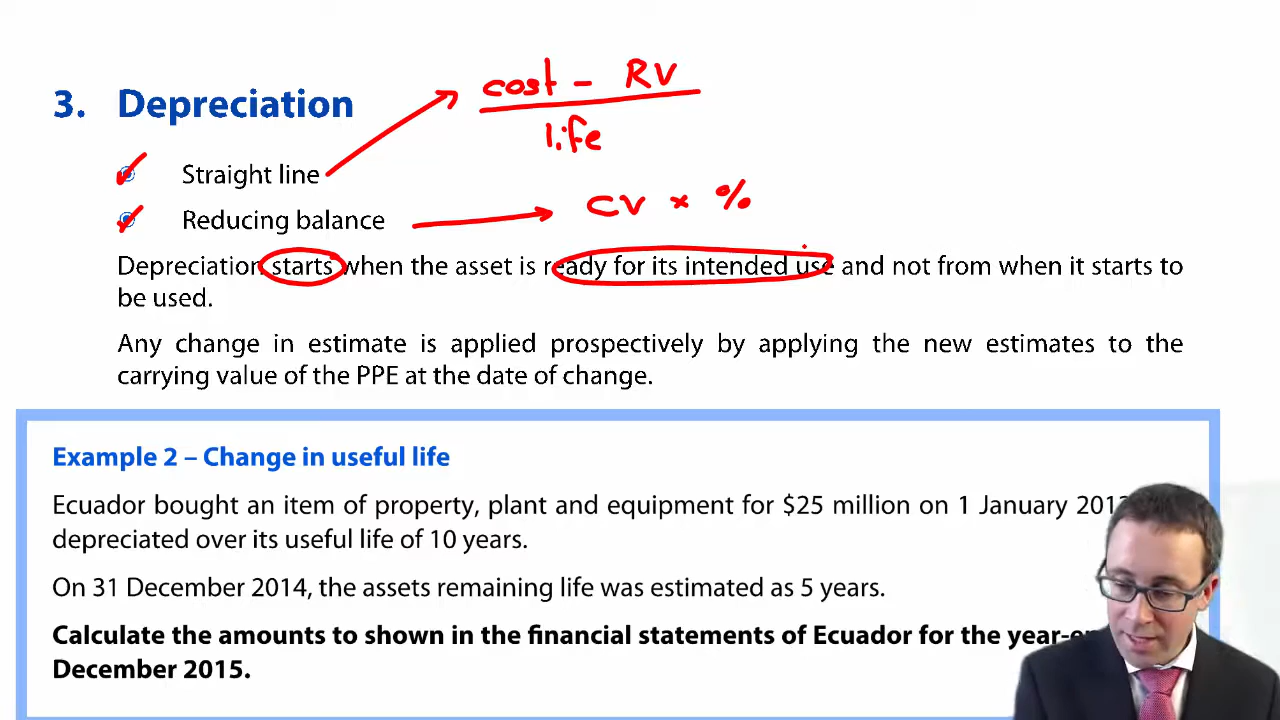 cost - RV
3. Depreciation
life
Straight line
CV × %
Reducing balance
Depreciation starts when the asset is ready for its intended use and not from when it starts to
be used.
Any change in estimate is applied prospectively by applying the new estimates to the
carrying value of the PPE at the date of change.
Example 2 – Change in useful life
Ecuador bought an item of property, plant and equipment for $25 million on 1 January
depreciated over its useful life of 10 years.
On 31 December 2014, the assets remaining life was estimated as 5 years.
Calculate the amounts to shown in the financial statements of Ecuador for the
December 2015.